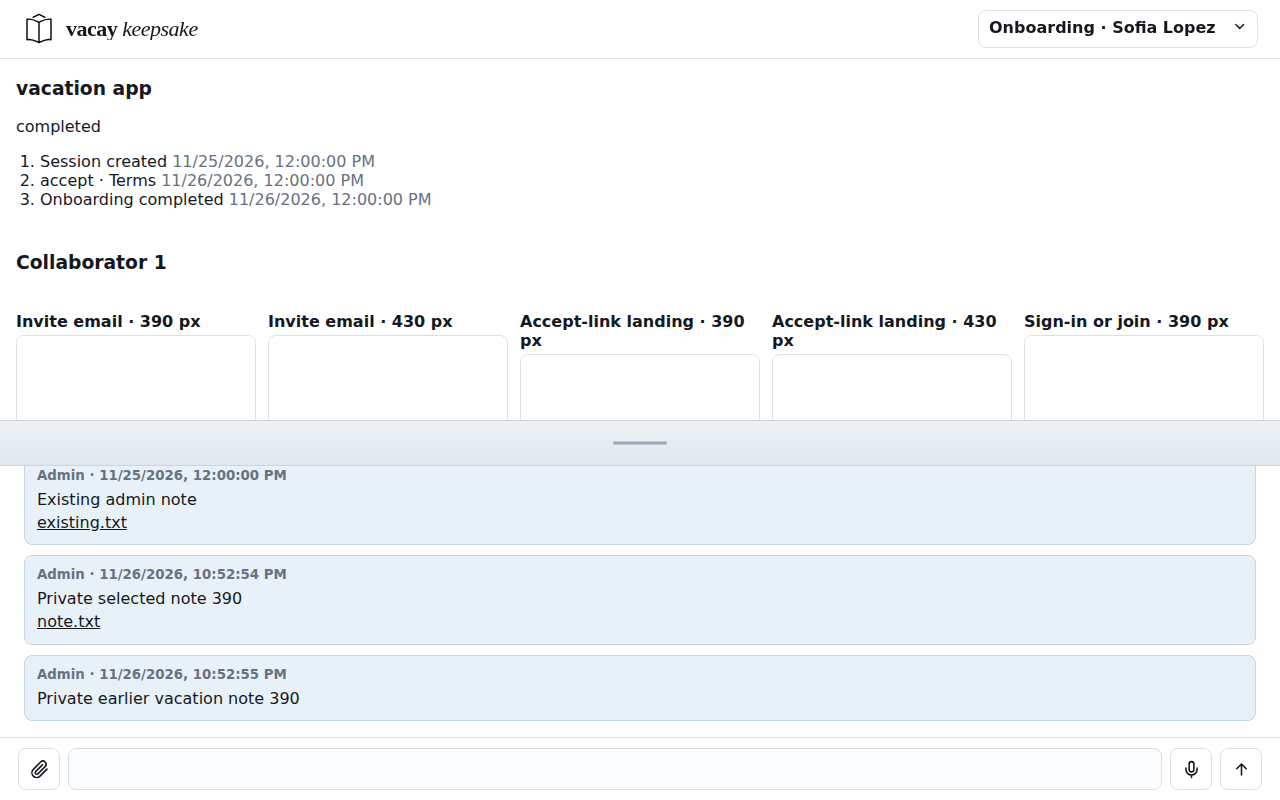 vacay keepsake
Onboarding · Sofia Lopez
vacation app
completed
1. Session created 11/25/2026, 12:00:00 PM
2. accept · Terms 11/26/2026, 12:00:00 PM
3. Onboarding completed 11/26/2026, 12:00:00 PM
Collaborator 1
Invite email · 390 px
Invite email · 430 px
Accept-link landing · 390
px
Accept-link landing · 430
px
Sign-in or join · 390 px
Admin · 11/25/2026, 12:00:00 PM
Existing admin note
existing.txt
Admin · 11/26/2026, 10:52:54 PM
Private selected note 390
note.txt
Admin · 11/26/2026, 10:52:55 PM
Private earlier vacation note 390